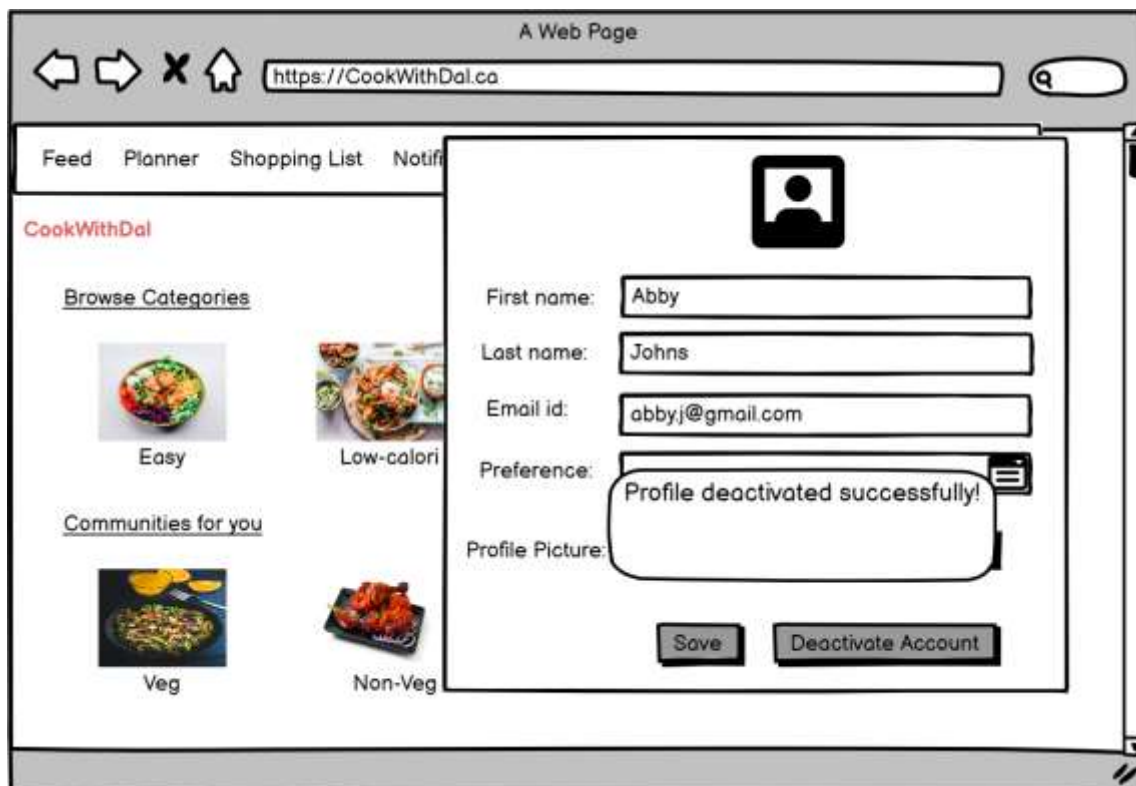 A Web Page
https://CookWithDal.ca
Feed Planner Shopping List Notifi
CookWithDal
Browse Categories
Easy
Low-calori
Communities for you
Veg
Non-Veg
First name: Abby
Last name: Johns
Email id: abby.j@gmail.com
Preference:
Profile deactivated successfully!
Profile Picture:
Save
Deactivate Account